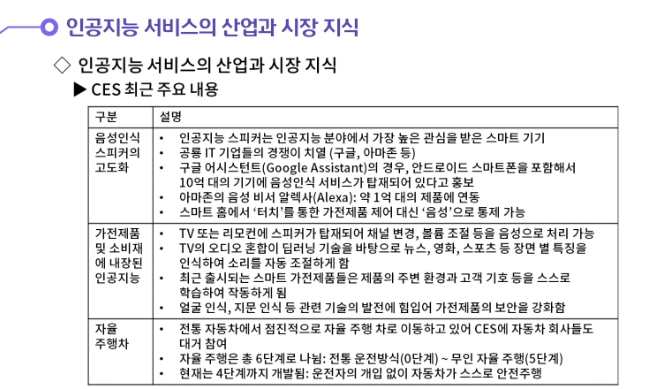 인공지능 서비스의 산업과 시장 지식
◇ 인공지능 서비스의 산업과 시장 지식
▶ CES 최근 주요 내용
구분 설명
음성인식 스피커의 고도화
• 인공지능 스피커는 인공지능 분야에서 가장 높은 관심을 받은 스마트 기기
• 공룡 IT 기업들의 경쟁이 치열 (구글, 아마존 등)
• 구글 어시스턴트(Google Assistant)의 경우, 안드로이드 스마트폰을 포함해서
10억 대의 기기에 음성인식 서비스가 탑재되어 있다고 홍보
• 아마존의 음성 비서 알렉사(Alexa): 약 1억 대의 제품에 연동
• 스마트 홈에서 ‘터치’를 통한 가전제품 제어 대신 ‘음성’으로 통제 가능
가전제품 및 소비재에 내장된 인공지능
• TV 또는 리모컨에 스피커가 탑재되어 채널 변경, 볼륨 조절 등을 음성으로 처리 가능
• TV의 오디오 혼합이 딥러닝 기술을 바탕으로 뉴스, 영화, 스포츠 등 장면 별 특징을
인식하여 소리를 자동 조절하게 함
• 최근 출시되는 스마트 가전제품들은 제품의 주변 환경과 고객 기호 등을 스스로
학습하여 작동하게 됨
• 얼굴 인식, 지문 인식 등 관련 기술의 발전에 힘입어 가전제품의 보안을 강화함
자율 주행차
• 전통 자동차에서 점진적으로 자율 주행 차로 이동하고 있어 CES에 자동차 회사들도
대거 참여
• 자율 주행은 총 6단계로 나뉨: 전통 운전방식(0단계) ~ 무인 자율 주행(5단계)
• 현재는 4단계까지 개발됨: 운전자의 개입 없이 자동차가 스스로 안전주행